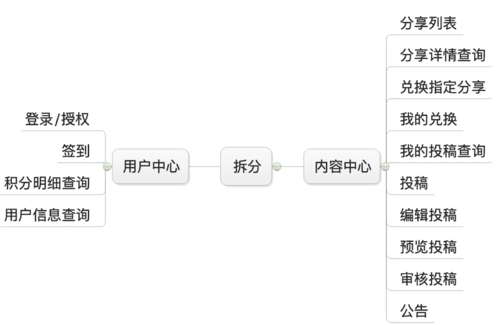 登录/授权
签到
积分明细查询
用户信息查询
用户中心
拆分
内容中心
分享列表
分享详情查询
兑换指定分享
我的兑换
我的投稿查询
投稿
编辑投稿
预览投稿
审核投稿
公告